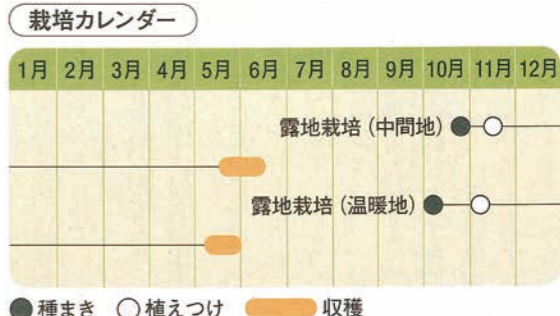 栽培カレンダー
1月 2月 3月 4月 5月 6月 7月 8月 9月 10月 11月 12月
露地栽培（中間地）
露地栽培（温暖地）
種まき 植えつけ 収穫